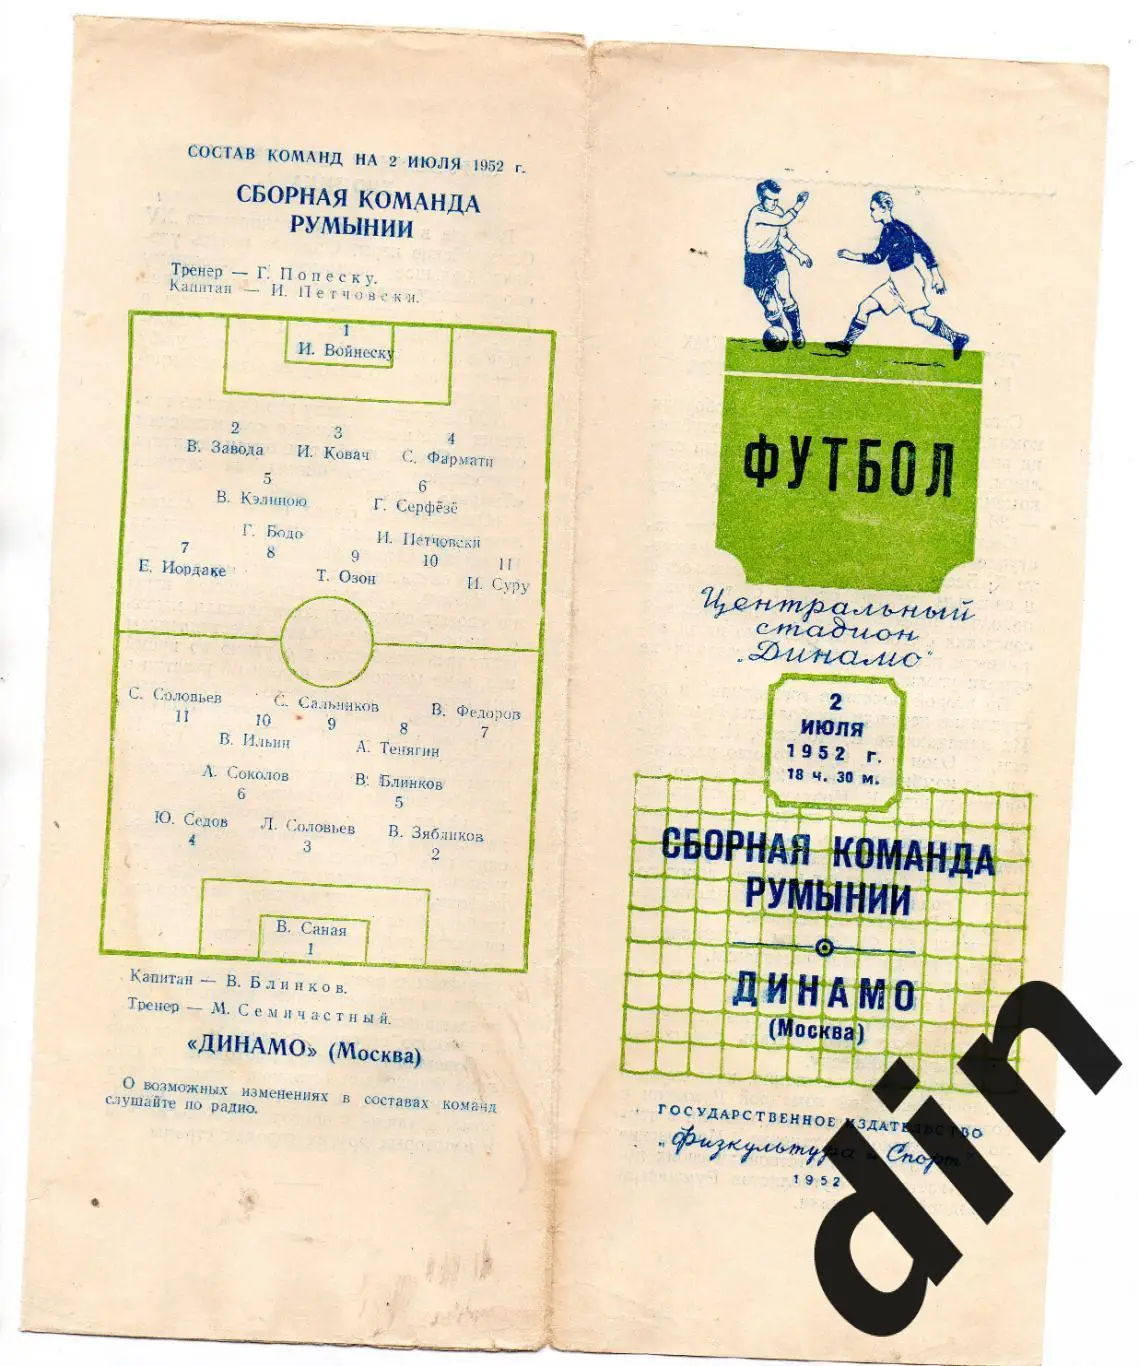 СОСТАВ КОМАНД НА 2 ИЮЛЯ 1952 г.
СБОРНАЯ КОМАНДА
РУМЫНИИ
Тренер — Г. Попеску.
Капитан — И. Петчовски.
1
И. Войнеску
2 3 4
В. Завода И. Ковач С. Фармати
5 6
В. Кэлиною Г. Серфёзё
Г. Бодо И. Петчовски
7 8 9 10 11
Е. Иордаке Т. Озон И. Суру
С. Соловьев С. Сальников В. Федоров
11 10 9 8 7
В. Ильин А. Тенягин
А. Соколов В. Блинков
6 5
Ю. Седов Л. Соловьев В. Зябликов
4 3 2
В. Саная
1
Капитан — В. Блинков.
Тренер — М. Семичастный.
«ДИНАМО» (Москва)
О возможных изменениях в составах команд
слушайте по радио.
ФУТБОЛ
Центральный
стадион
„Динамо"
2
ИЮЛЯ
1952 г.
18 ч. 30 м.
СБОРНАЯ КОМАНДА
РУМЫНИИ
ДИНАМО
(Москва)
ГОСУДАРСТВЕННОЕ ИЗДАТЕЛЬСТВО
„Физкультура и Спорт"
1952
din